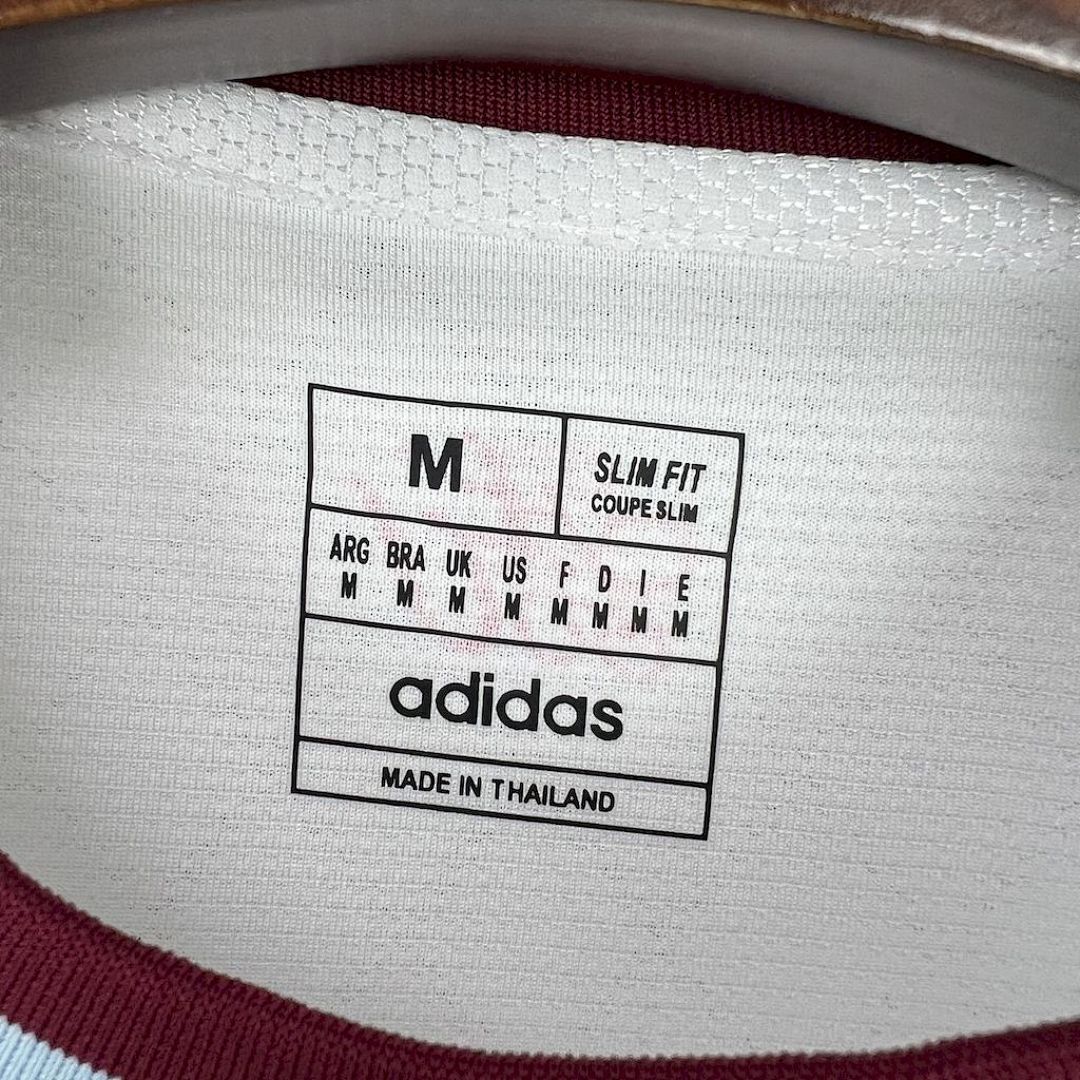 M
SLIM FIT
COUPE SLIM
ARG BRA UK US F D I E
M M M M M M M M
adidas
MADE IN THAILAND